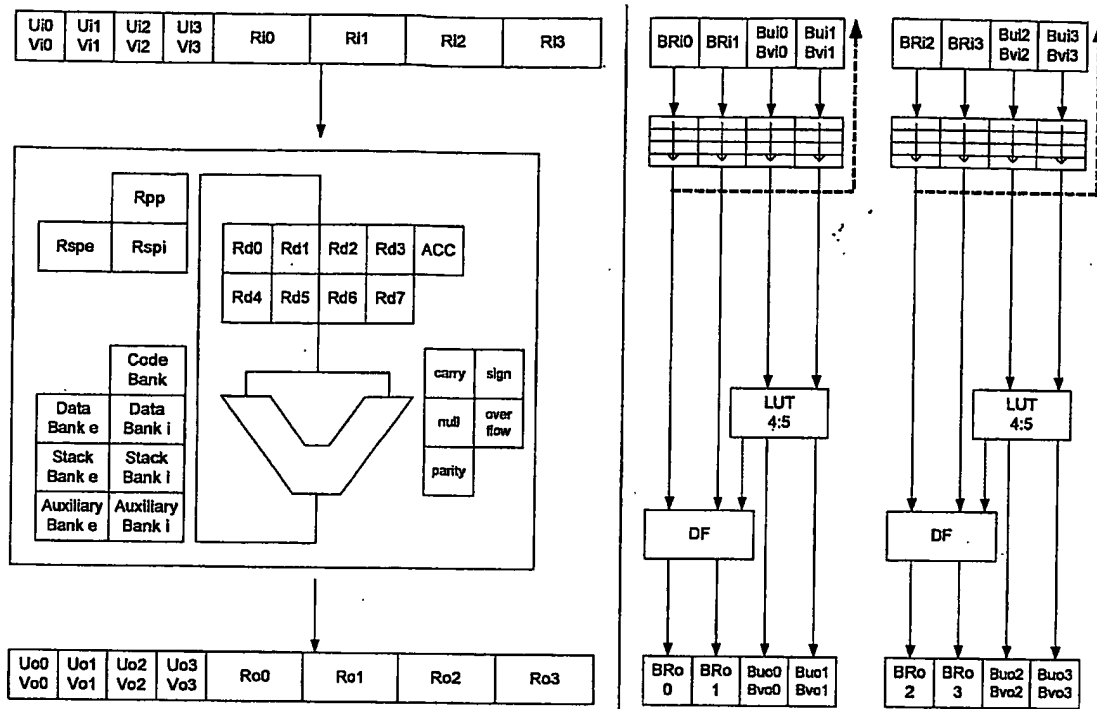 Ui0 Ui1 Ui2 Ui3
Vi0 Vi1 Vi2 Vi3
Ri0 Ri1 Ri2 Ri3
Rpp
Rspe Rspi
Rd0 Rd1 Rd2 Rd3 ACC
Rd4 Rd5 Rd6 Rd7
Code
Bank
Data Data
Bank e Bank i
Stack Stack
Bank e Bank i
Auxiliary Auxiliary
Bank e Bank i
carry sign
null over
flow
parity
Uo0 Uo1 Uo2 Uo3
Vo0 Vo1 Vo2 Vo3
Ro0 Ro1 Ro2 Ro3
BRi0 BRi1 Bui0 Bui1
Bvi0 Bvi1
LUT
4:5
DF
BRo BRo Buo0 Buo1
0 1 Bvo0 Bvo1
BRi2 BRi3 Bui2 Bui3
Bvi2 Bvi3
LUT
4:5
DF
BRo BRo Buo2 Buo3
2 3 Bvo2 Bvo3